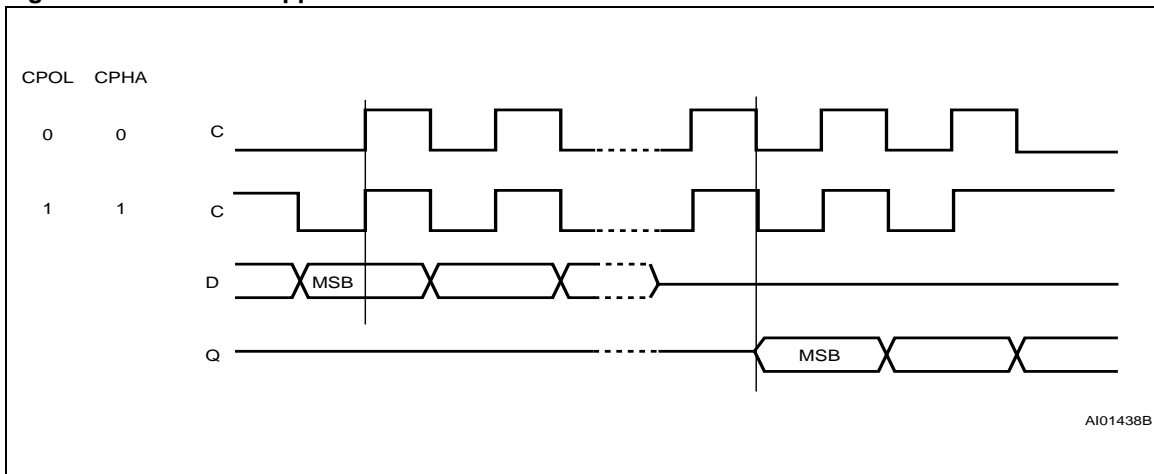 CPOL CPHA
0 0 C
1 1 C
D MSB
Q MSB
AI01438B